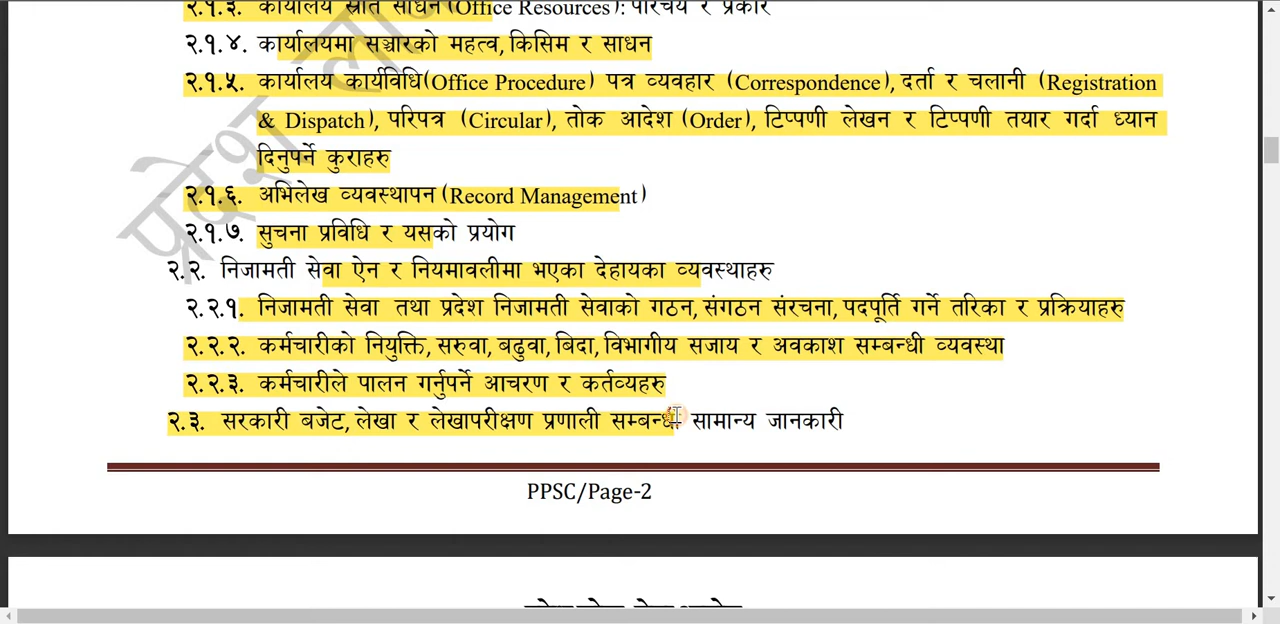 २.१.३. कार्यालय स्रोत साधन (Office Resources): परिचय र प्रकार
२.१.४. कार्यालयमा सञ्चारको महत्व, किसिम र साधन
२.१.५. कार्यालय कार्यविधि(Office Procedure) पत्र व्यवहार (Correspondence), दर्ता र चलानी (Registration
& Dispatch), परिपत्र (Circular), तोक आदेश (Order), टिप्पणी लेखन र टिप्पणी तयार गर्दा ध्यान
दिनुपर्ने कुराहरु
२.१.६. अभिलेख व्यवस्थापन (Record Management)
२.१.७. सुचना प्रविधि र यसको प्रयोग
२.२. निजामती सेवा ऐन र नियमावलीमा भएका देहायका व्यवस्थाहरु
२.२.१. निजामती सेवा तथा प्रदेश निजामती सेवाको गठन, संगठन संरचना, पदपूर्ति गर्ने तरिका र प्रक्रियाहरु
२.२.२. कर्मचारीको नियुक्ति, सरुवा, बढुवा, बिदा, विभागीय सजाय र अवकाश सम्बन्धी व्यवस्था
२.२.३. कर्मचारीले पालन गर्नुपर्ने आचरण र कर्तव्यहरु
२.३. सरकारी बजेट, लेखा र लेखापरीक्षण प्रणाली सम्बन्धी सामान्य जानकारी
PPSC/Page-2
प्रदेश